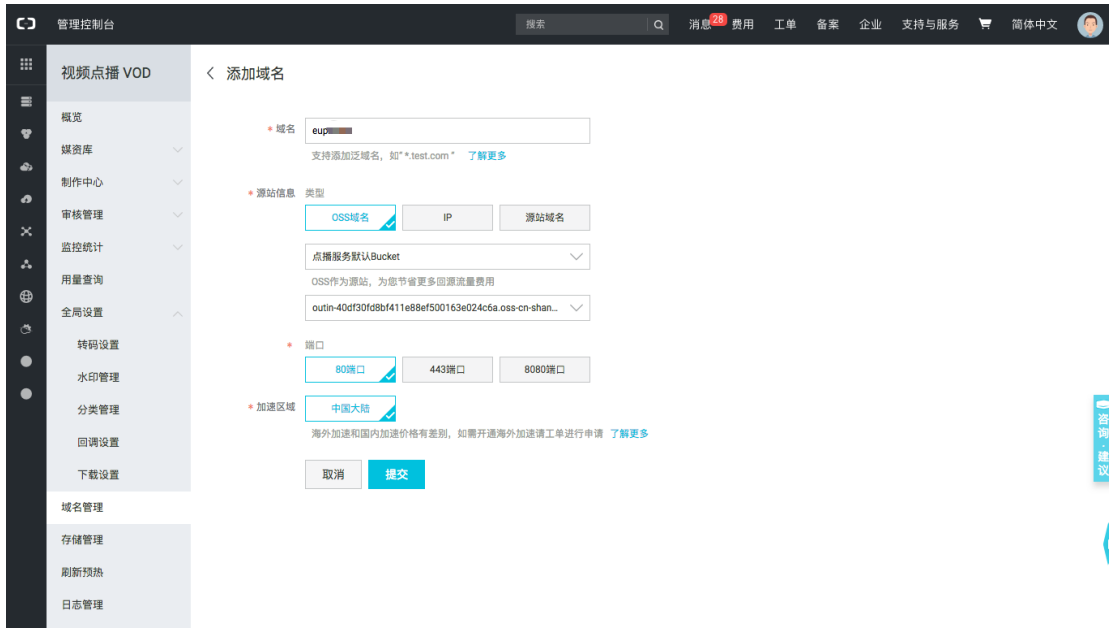 管理控制台
搜索
消息 28 费用 工单 备案 企业 支持与服务 简体中文
视频点播 VOD
添加域名
概览
媒资库
制作中心
审核管理
监控统计
用量查询
全局设置
转码设置
水印管理
分类管理
回调设置
下载设置
域名管理
存储管理
刷新预热
日志管理
* 域名
eup
支持添加泛域名，如“ *.test.com ” 了解更多
* 源站信息 类型
OSS域名 IP 源站域名
点播服务默认Bucket
OSS作为源站，为您节省更多回源流量费用
outin-40df30fd8bf411e88ef500163e024c6a.oss-cn-shan...
* 端口
80端口 443端口 8080端口
* 加速区域 中国大陆
海外加速和国内加速价格有差别，如需开通海外加速请工单进行申请 了解更多
取消 提交
咨询·建议